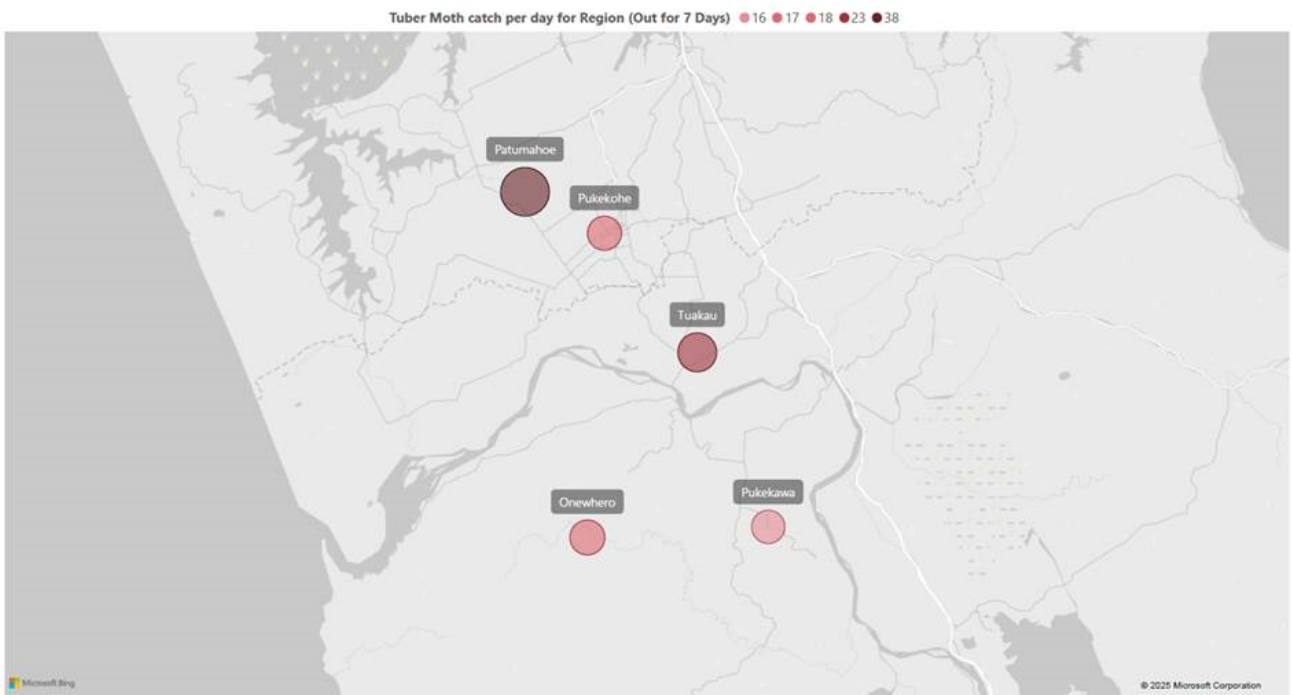 Tuber Moth catch per day for Region (Out for 7 Days) 16 17 18 23 38
Patumahoe
Pukekohe
Tuakau
Onewhero
Pukekawa
Microsoft Bing
© 2025 Microsoft Corporation